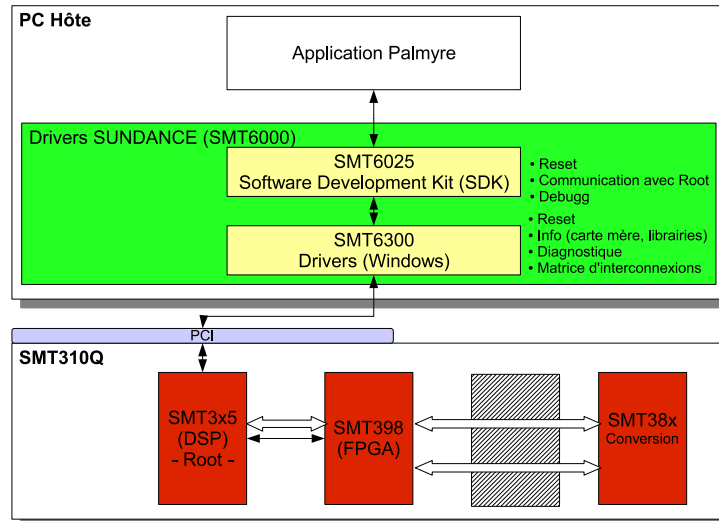 PC Hôte
Application Palmyre
Drivers SUNDANCE (SMT6000)
SMT6025
Software Development Kit (SDK)
• Reset
• Communication avec Root
• Debugg
SMT6300
Drivers (Windows)
• Reset
• Info (carte mère, librairies)
• Diagnostique
• Matrice d'interconnexions
PCI
SMT310Q
SMT3x5
(DSP)
- Root -
SMT398
(FPGA)
SMT38x
Conversion